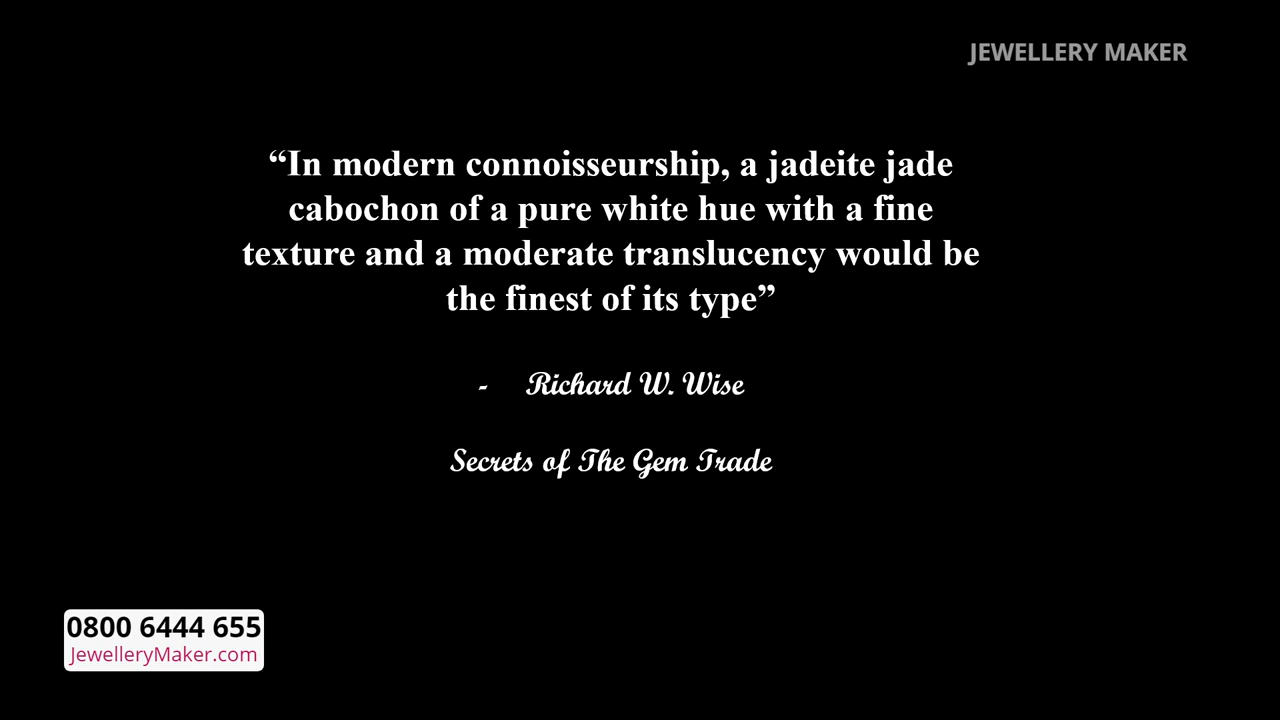 JEWELLERY MAKER
“In modern connoisseurship, a jadeite jade
cabochon of a pure white hue with a fine
texture and a moderate translucency would be
the finest of its type”
- Richard W. Wise
Secrets of The Gem Trade
0800 6444 655
JewelleryMaker.com